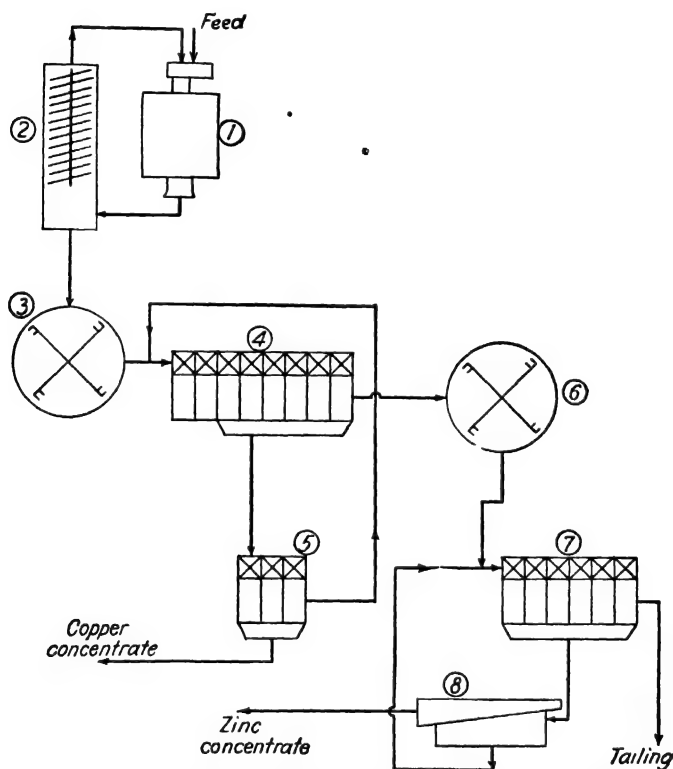 Feed
②
①
③
④
⑥
⑤
⑦
Copper
concentrate
⑧
Zinc
concentrate
Tailing